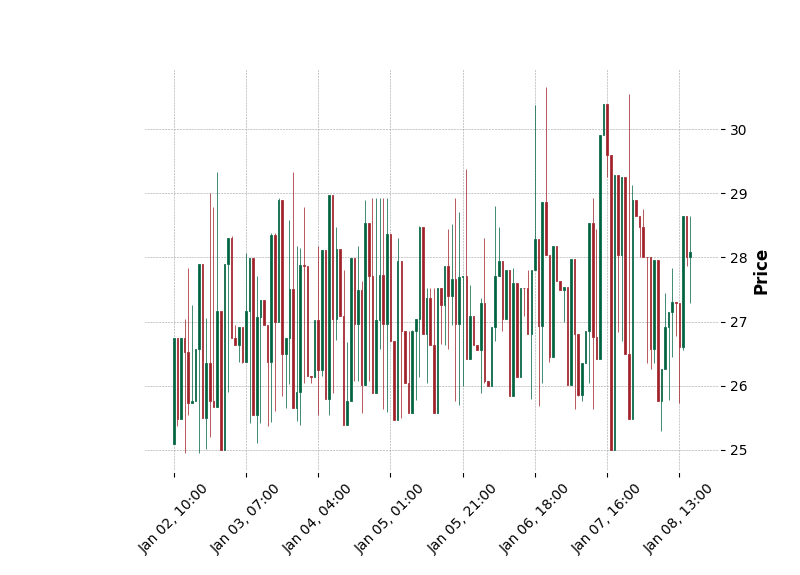 30
29
28
27
26
25
Price
Jan 02, 10:00
Jan 03, 07:00
Jan 04, 04:00
Jan 05, 01:00
Jan 05, 21:00
Jan 06, 18:00
Jan 07, 16:00
Jan 08, 13:00